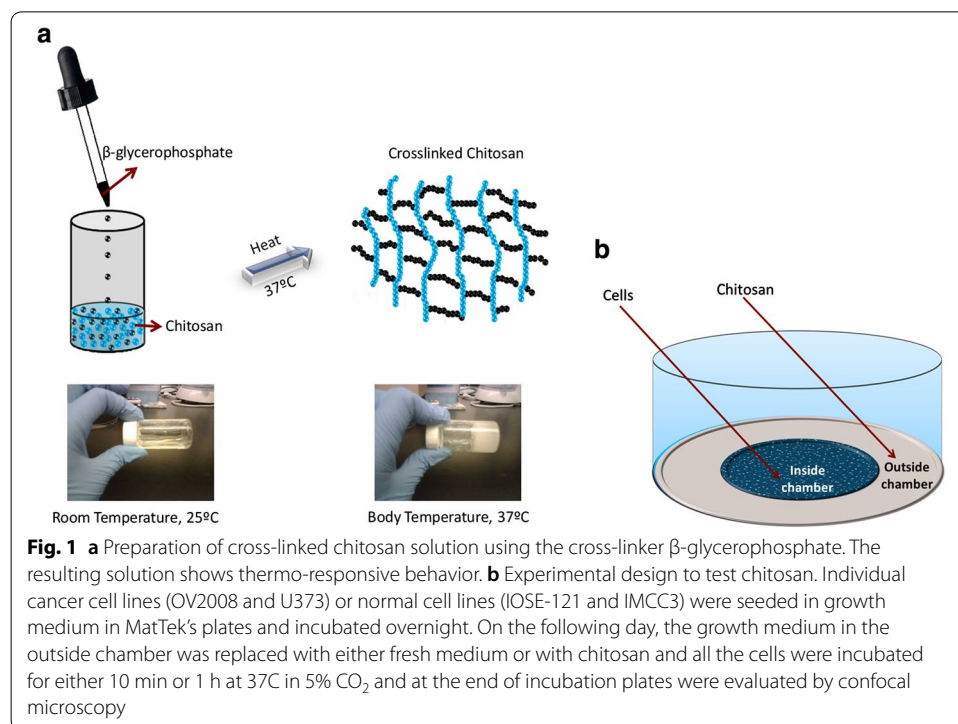 a
β-glycerophosphate
Chitosan
Heat
37ºC
Crosslinked Chitosan
Room Temperature, 25ºC
Body Temperature, 37ºC
b
Cells
Chitosan
Inside
chamber
Outside
chamber
Fig. 1 a Preparation of cross-linked chitosan solution using the cross-linker β-glycerophosphate. The
resulting solution shows thermo-responsive behavior. b Experimental design to test chitosan. Individual
cancer cell lines (OV2008 and U373) or normal cell lines (IOSE-121 and IMCC3) were seeded in growth
medium in MatTek’s plates and incubated overnight. On the following day, the growth medium in the
outside chamber was replaced with either fresh medium or with chitosan and all the cells were incubated
for either 10 min or 1 h at 37C in 5% CO₂ and at the end of incubation plates were evaluated by confocal
microscopy